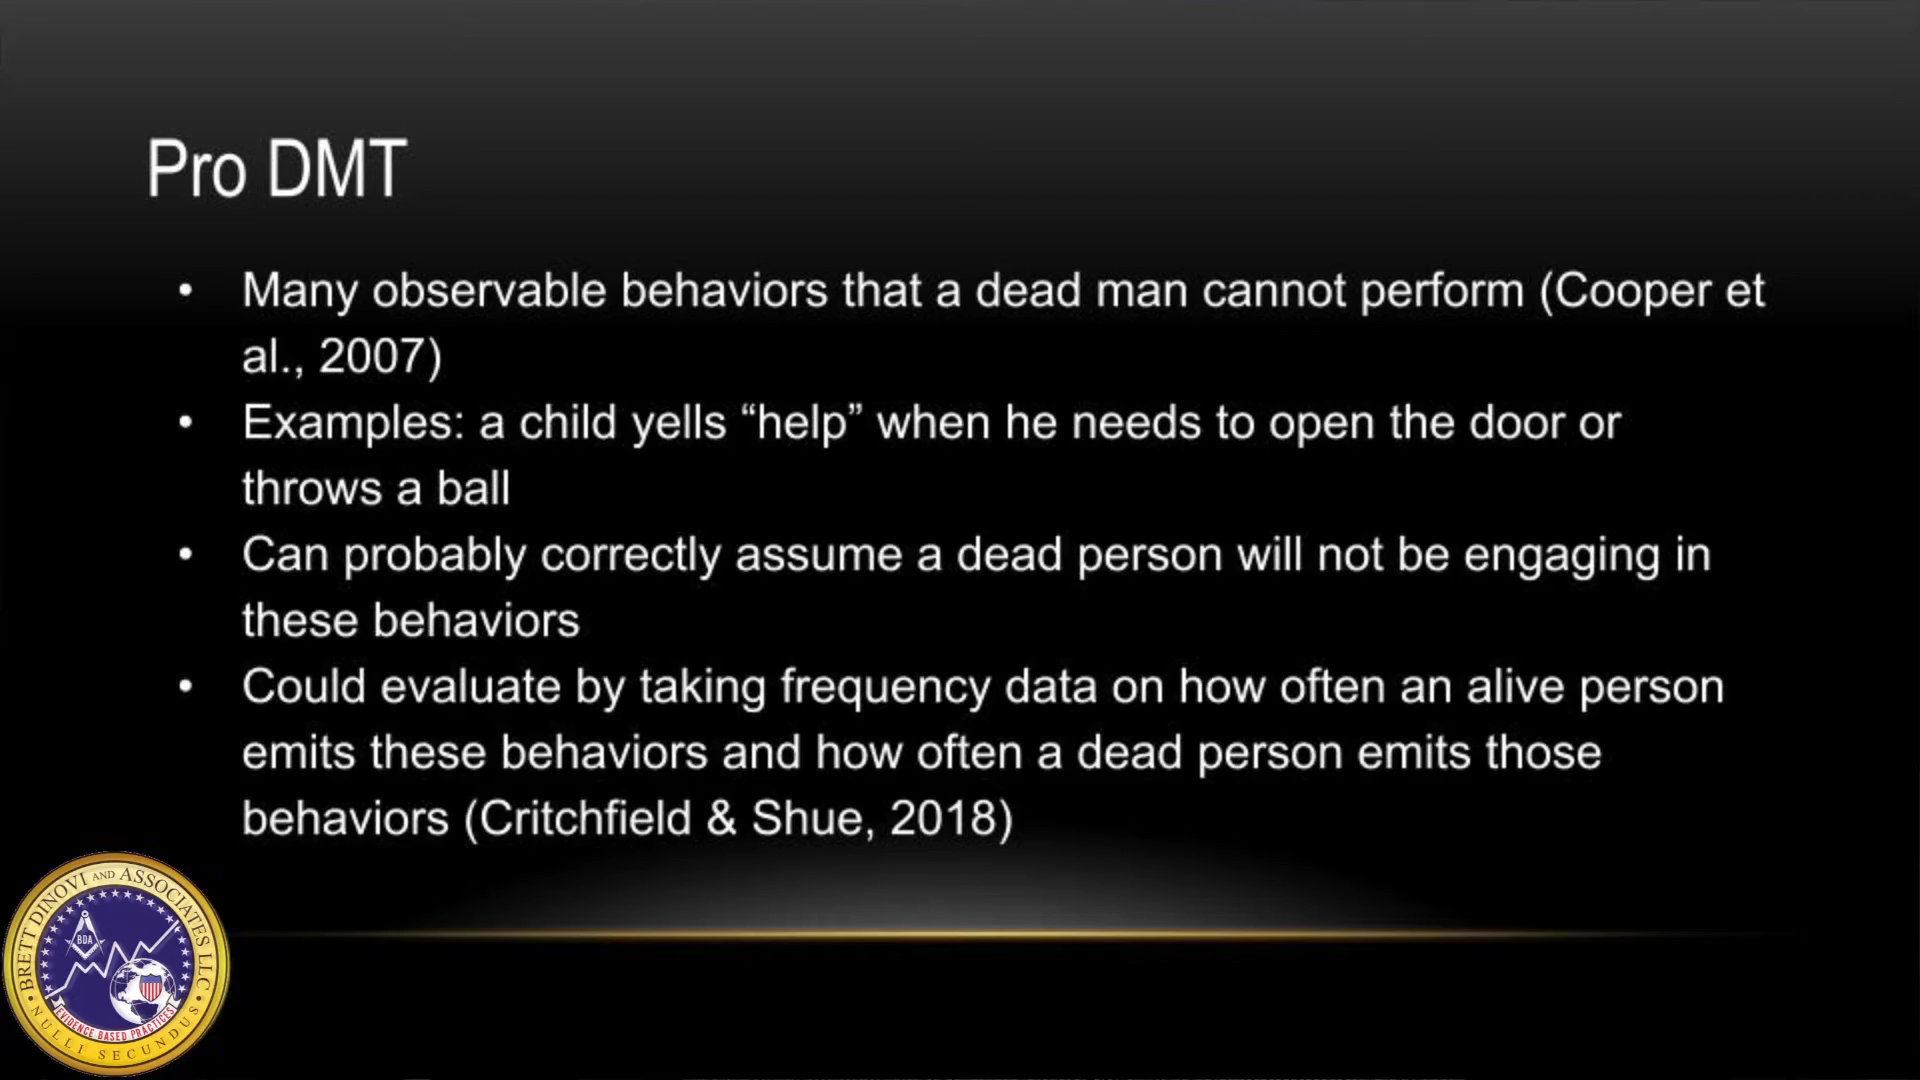 Pro DMT
• Many observable behaviors that a dead man cannot perform (Cooper et
al., 2007)
• Examples: a child yells “help” when he needs to open the door or
throws a ball
• Can probably correctly assume a dead person will not be engaging in
these behaviors
• Could evaluate by taking frequency data on how often an alive person
emits these behaviors and how often a dead person emits those
behaviors (Critchfield & Shue, 2018)
BRETT DINOVI AND ASSOCIATES LLC
BDA
EVIDENCE BASED PRACTICES
• NULLI SECUNDUS •